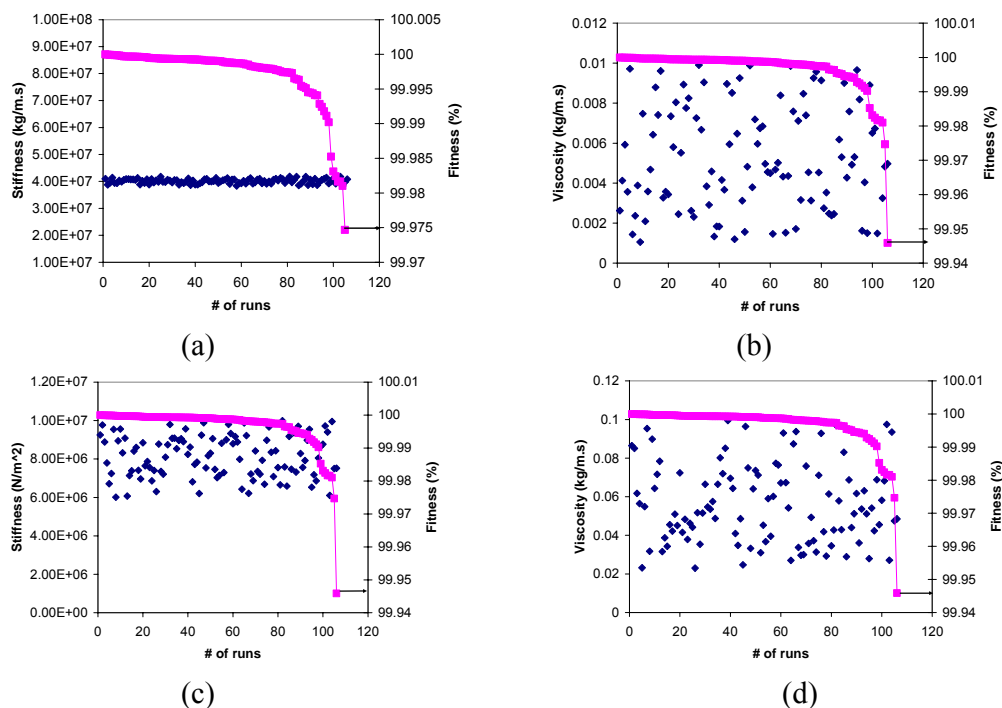 1.00E+08
9.00E+07
8.00E+07
7.00E+07
6.00E+07
5.00E+07
4.00E+07
3.00E+07
2.00E+07
1.00E+07
Stiffness (kg/m.s)
0 20 40 60 80 100 120
# of runs
100.005
100
99.995
99.99
99.985
99.98
99.975
99.97
Fitness (%)
(a)
0.012
0.01
0.008
0.006
0.004
0.002
0
Viscosity (kg/m.s)
0 20 40 60 80 100 120
# of runs
100.01
100
99.99
99.98
99.97
99.96
99.95
99.94
Fitness (%)
(b)
1.20E+07
1.00E+07
8.00E+06
6.00E+06
4.00E+06
2.00E+06
0.00E+00
Stiffness (N/m^2)
0 20 40 60 80 100 120
# of runs
100.01
100
99.99
99.98
99.97
99.96
99.95
99.94
Fitness (%)
(c)
0.12
0.1
0.08
0.06
0.04
0.02
0
Viscosity (kg/m.s)
0 20 40 60 80 100 120
# of runs
100.01
100
99.99
99.98
99.97
99.96
99.95
99.94
Fitness (%)
(d)